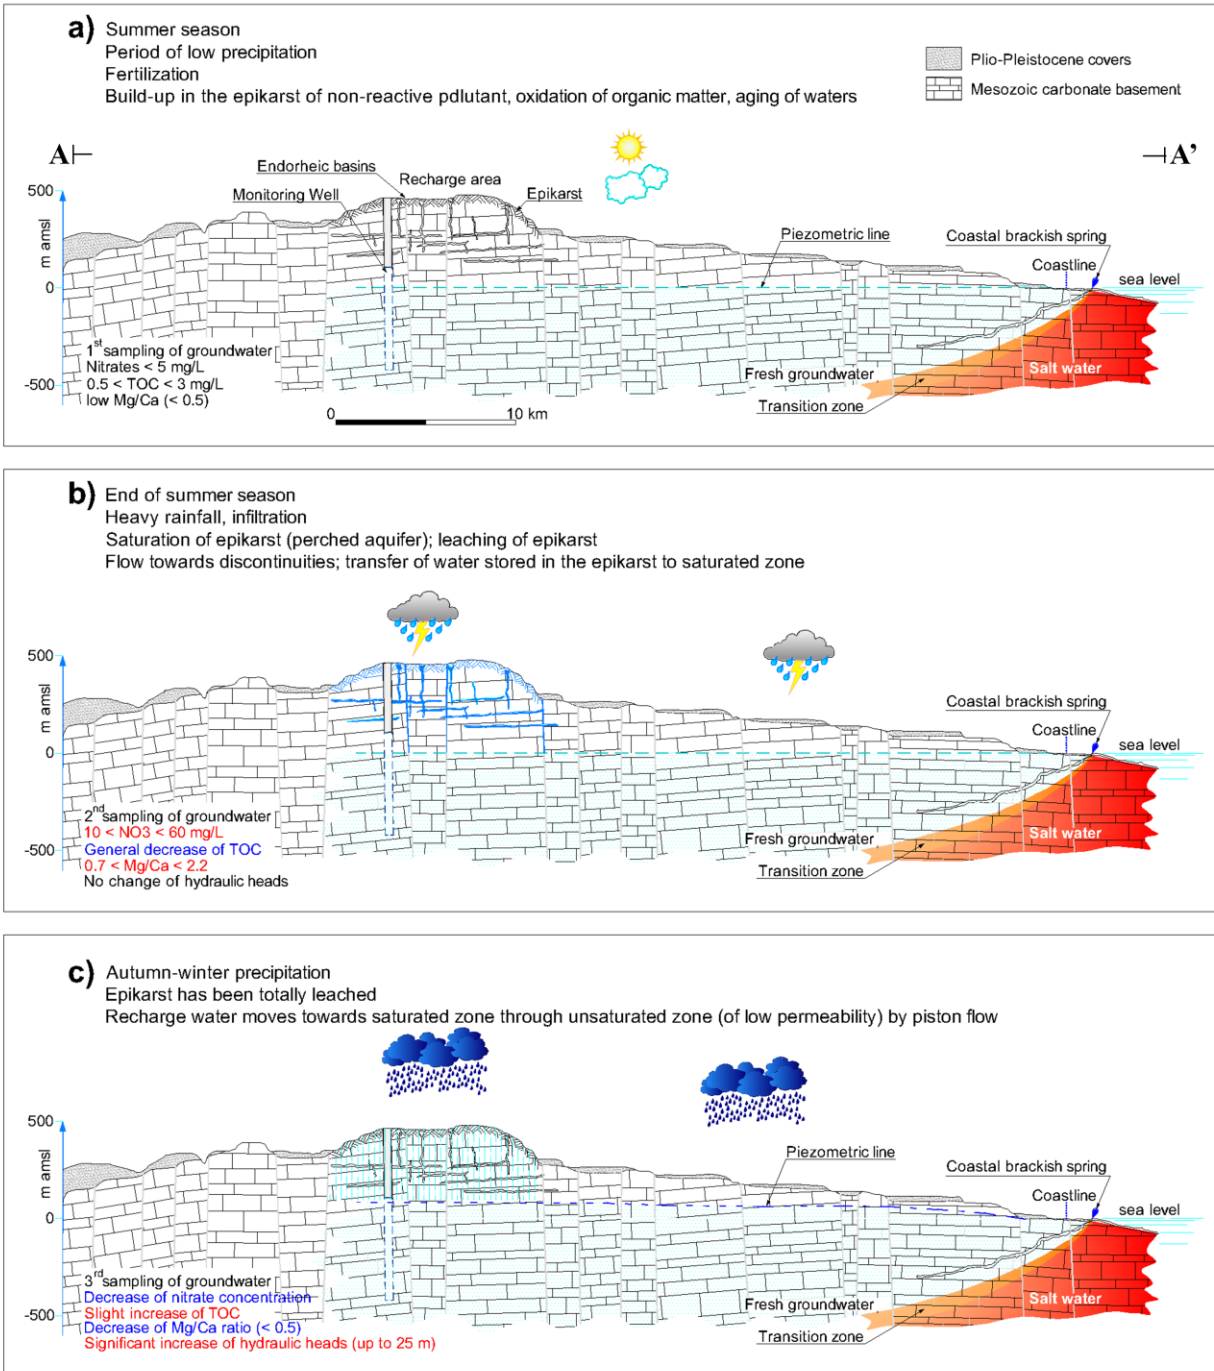 a) Summer season
Period of low precipitation
Fertilization
Build-up in the epikarst of non-reactive pdlutant, oxidation of organic matter, aging of waters
Plio-Pleistocene covers
Mesozoic carbonate basement
A
A'
Endorheic basins
Recharge area
Monitoring Well
Epikarst
500
m amsl
0
-500
Piezometric line
Coastal brackish spring
Coastline
sea level
1st sampling of groundwater
Nitrates < 5 mg/L
0.5 < TOC < 3 mg/L
low Mg/Ca (< 0.5)
0
10 km
Fresh groundwater
Salt water
Transition zone
b) End of summer season
Heavy rainfall, infiltration
Saturation of epikarst (perched aquifer); leaching of epikarst
Flow towards discontinuities; transfer of water stored in the epikarst to saturated zone
500
m amsl
0
-500
Coastal brackish spring
Coastline
sea level
2nd sampling of groundwater
10 < NO3 < 60 mg/L
General decrease of TOC
0.7 < Mg/Ca < 2.2
No change of hydraulic heads
Fresh groundwater
Salt water
Transition zone
c) Autumn-winter precipitation
Epikarst has been totally leached
Recharge water moves towards saturated zone through unsaturated zone (of low permeability) by piston flow
500
m amsl
0
-500
Piezometric line
Coastal brackish spring
Coastline
sea level
3rd sampling of groundwater
Decrease of nitrate concentration
Slight increase of TOC
Decrease of Mg/Ca ratio (< 0.5)
Significant increase of hydraulic heads (up to 25 m)
Fresh groundwater
Salt water
Transition zone